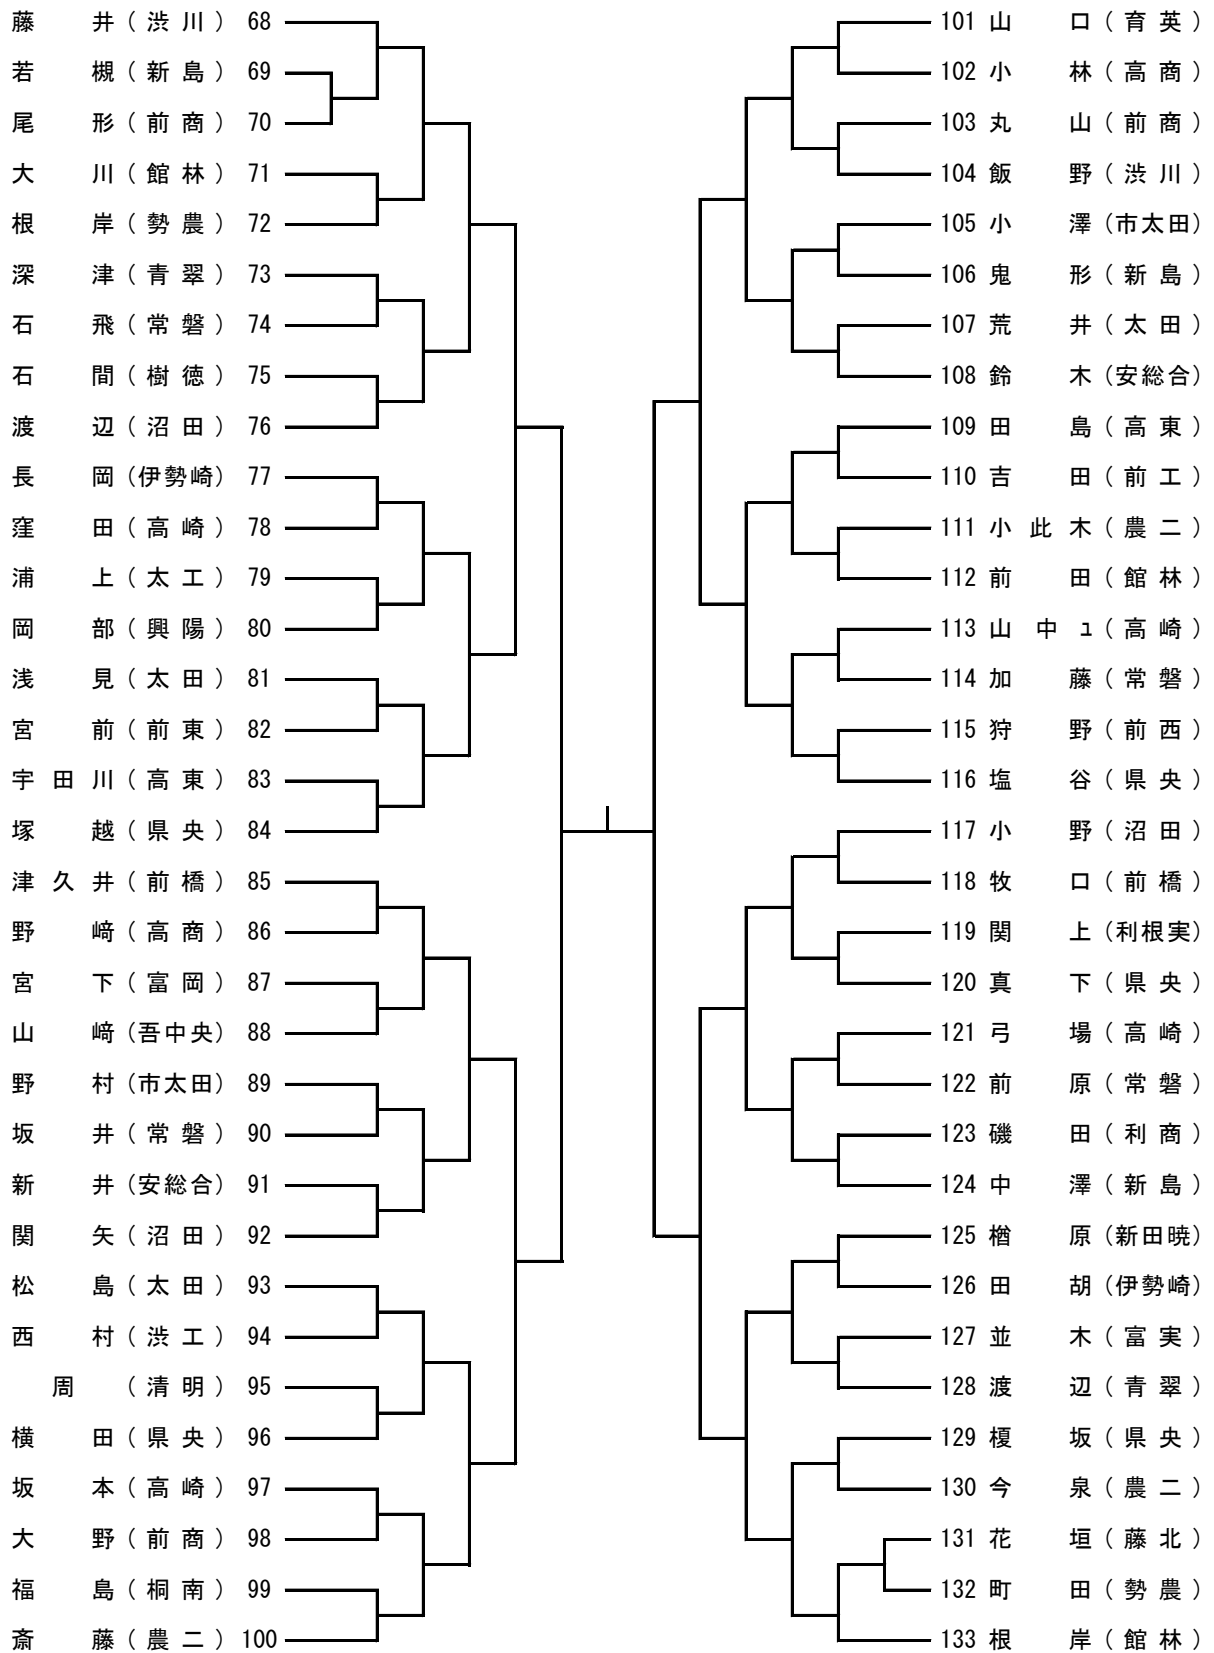 藤井（渋川）68
若槻（新島）69
尾形（前商）70
大川（館林）71
根岸（勢農）72
深津（青翠）73
石飛（常磐）74
石間（樹徳）75
渡辺（沼田）76
長岡（伊勢崎）77
窪田（高崎）78
浦上（太工）79
岡部（興陽）80
浅見（太田）81
宮前（前東）82
宇田川（高東）83
塚越（県央）84
津久井（前橋）85
野﨑（高商）86
宮下（富岡）87
山﨑（吾中央）88
野村（市太田）89
坂井（常磐）90
新井（安総合）91
関矢（沼田）92
松島（太田）93
西村（渋工）94
周（清明）95
横田（県央）96
坂本（高崎）97
大野（前商）98
福島（桐南）99
斎藤（農二）100
101 山口（育英）
102 小林（高商）
103 丸山（前商）
104 飯野（渋川）
105 小澤（市太田）
106 鬼形（新島）
107 荒井（太田）
108 鈴木（安総合）
109 田島（高東）
110 吉田（前工）
111 小此木（農二）
112 前田（館林）
113 山中ュ（高崎）
114 加藤（常磐）
115 狩野（前西）
116 塩谷（県央）
117 小野（沼田）
118 牧口（前橋）
119 関上（利根実）
120 真下（県央）
121 弓場（高崎）
122 前原（常磐）
123 磯田（利商）
124 中澤（新島）
125 楢原（新田暁）
126 田胡（伊勢崎）
127 並木（富実）
128 渡辺（青翠）
129 榎坂（県央）
130 今泉（農二）
131 花垣（藤北）
132 町田（勢農）
133 根岸（館林）